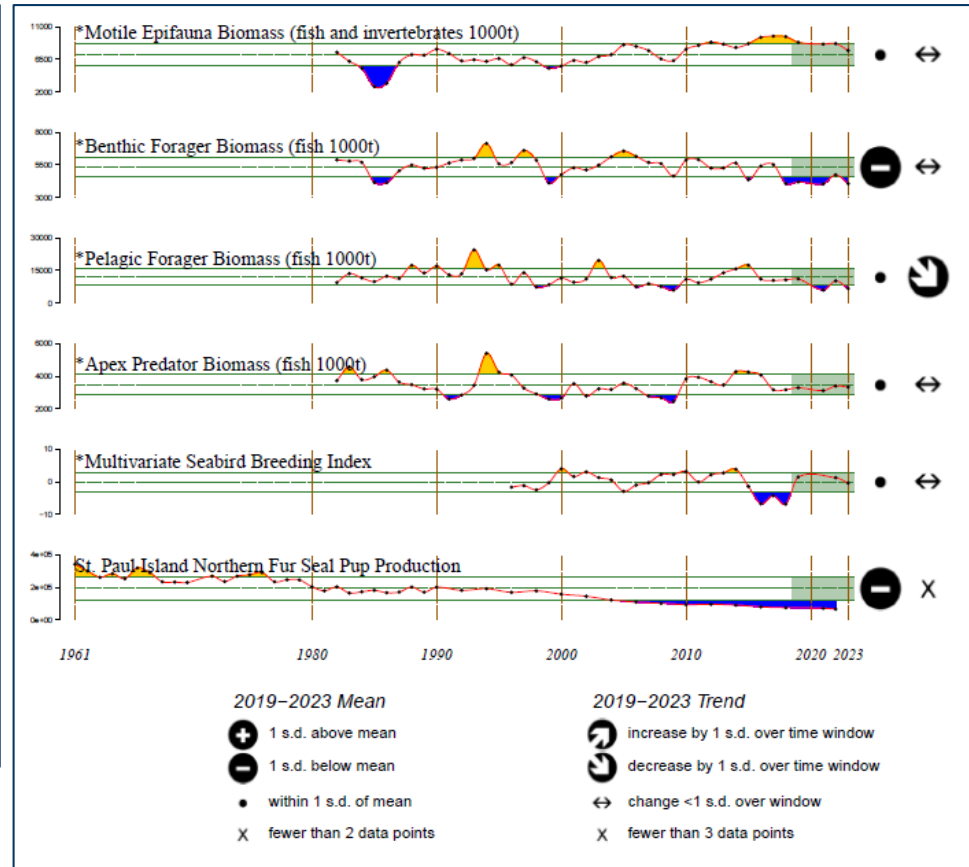 *Motile Epifauna Biomass (fish and invertebrates 1000t)
11000
6500
2000
*Benthic Forager Biomass (fish 1000t)
8000
5500
3000
*Pelagic Forager Biomass (fish 1000t)
30000
15000
0
*Apex Predator Biomass (fish 1000t)
6000
4000
2000
*Multivariate Seabird Breeding Index
10
0
−10
St. Paul Island Northern Fur Seal Pup Production
4e+05
2e+05
0e+00
1961 1980 1990 2000 2010 2020 2023
2019−2023 Mean
1 s.d. above mean
1 s.d. below mean
within 1 s.d. of mean
X fewer than 2 data points
2019−2023 Trend
increase by 1 s.d. over time window
decrease by 1 s.d. over time window
change <1 s.d. over window
X fewer than 3 data points